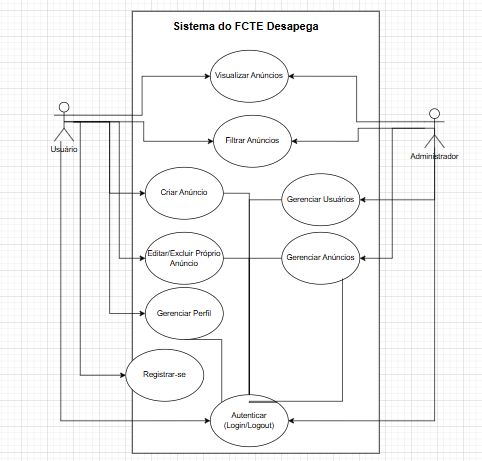 Sistema do FCTE Desapega
Visualizar Anúncios
Filtrar Anúncios
Usuário
Administrador
Criar Anúncio
Gerenciar Usuários
Editar/Excluir Próprio
Anúncio
Gerenciar Anúncios
Gerenciar Perfil
Registrar-se
Autenticar
(Login/Logout)